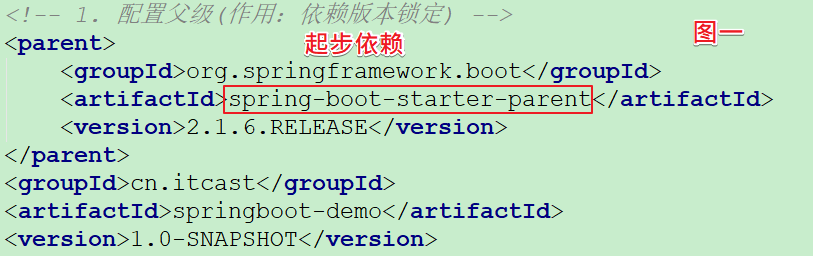 <!-- 1. 配置父级(作用: 依赖版本锁定) -->
<parent>
起步依赖
图一
<groupId>org.springframework.boot</groupId>
<artifactId>spring-boot-starter-parent</artifactId>
<version>2.1.6.RELEASE</version>
</parent>
<groupId>cn.itcast</groupId>
<artifactId>springboot-demo</artifactId>
<version>1.0-SNAPSHOT</version>